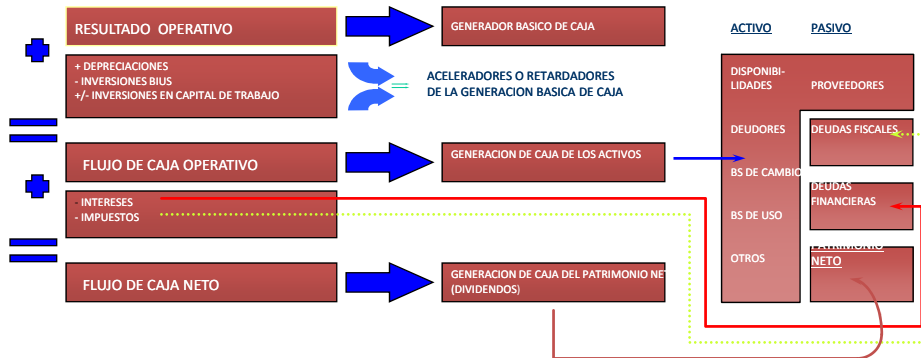 RESULTADO OPERATIVO
GENERADOR BASICO DE CAJA
+ DEPRECIACIONES
- INVERSIONES BIUS
+/- INVERSIONES EN CAPITAL DE TRABAJO
ACELERADORES O RETARDADORES
DE LA GENERACION BASICA DE CAJA
FLUJO DE CAJA OPERATIVO
GENERACION DE CAJA DE LOS ACTIVOS
- INTERESES
- IMPUESTOS
FLUJO DE CAJA NETO
GENERACION DE CAJA DEL PATRIMONIO NE
(DIVIDENDOS)
ACTIVO
PASIVO
DISPONIBI-
LIDADES
PROVEEDORES
DEUDORES
DEUDAS FISCALES
BS DE CAMBIO
DEUDAS
FINANCIERAS
BS DE USO
PATRIMONIO
NETO
OTROS